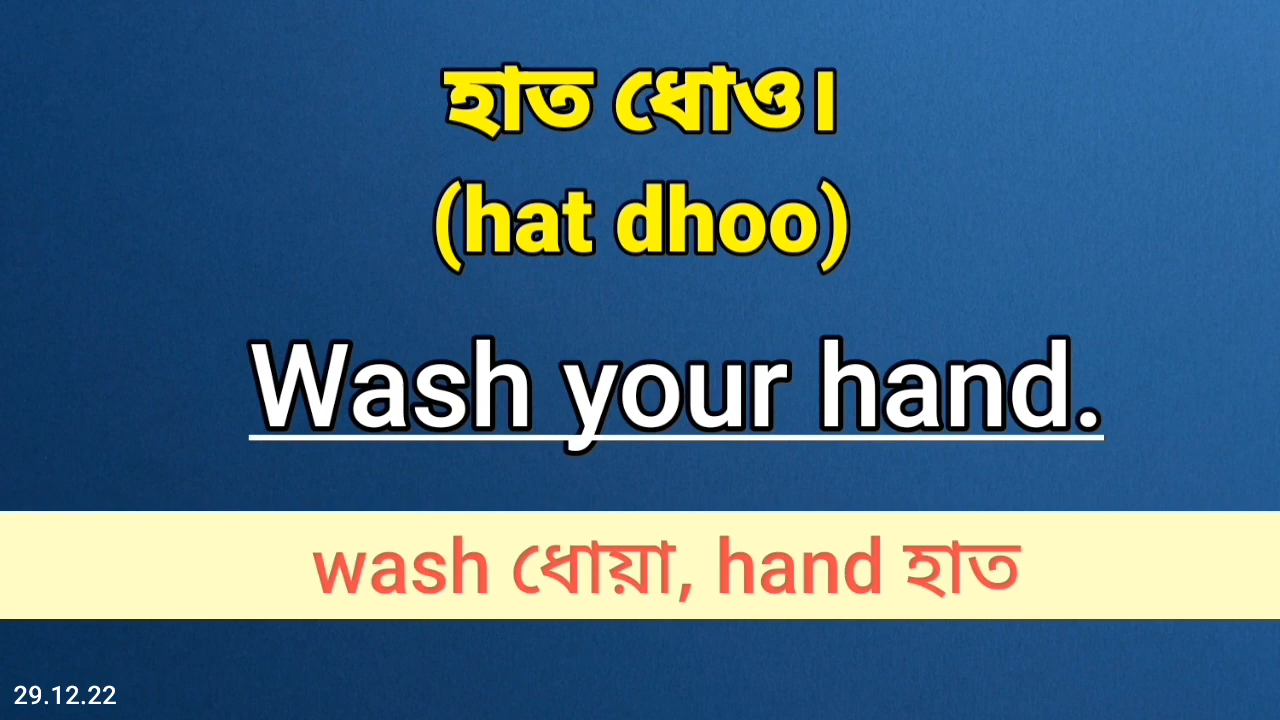 হাত ধোও।
(hat dhoo)
Wash your hand.
wash ধোয়া, hand হাত
29.12.22